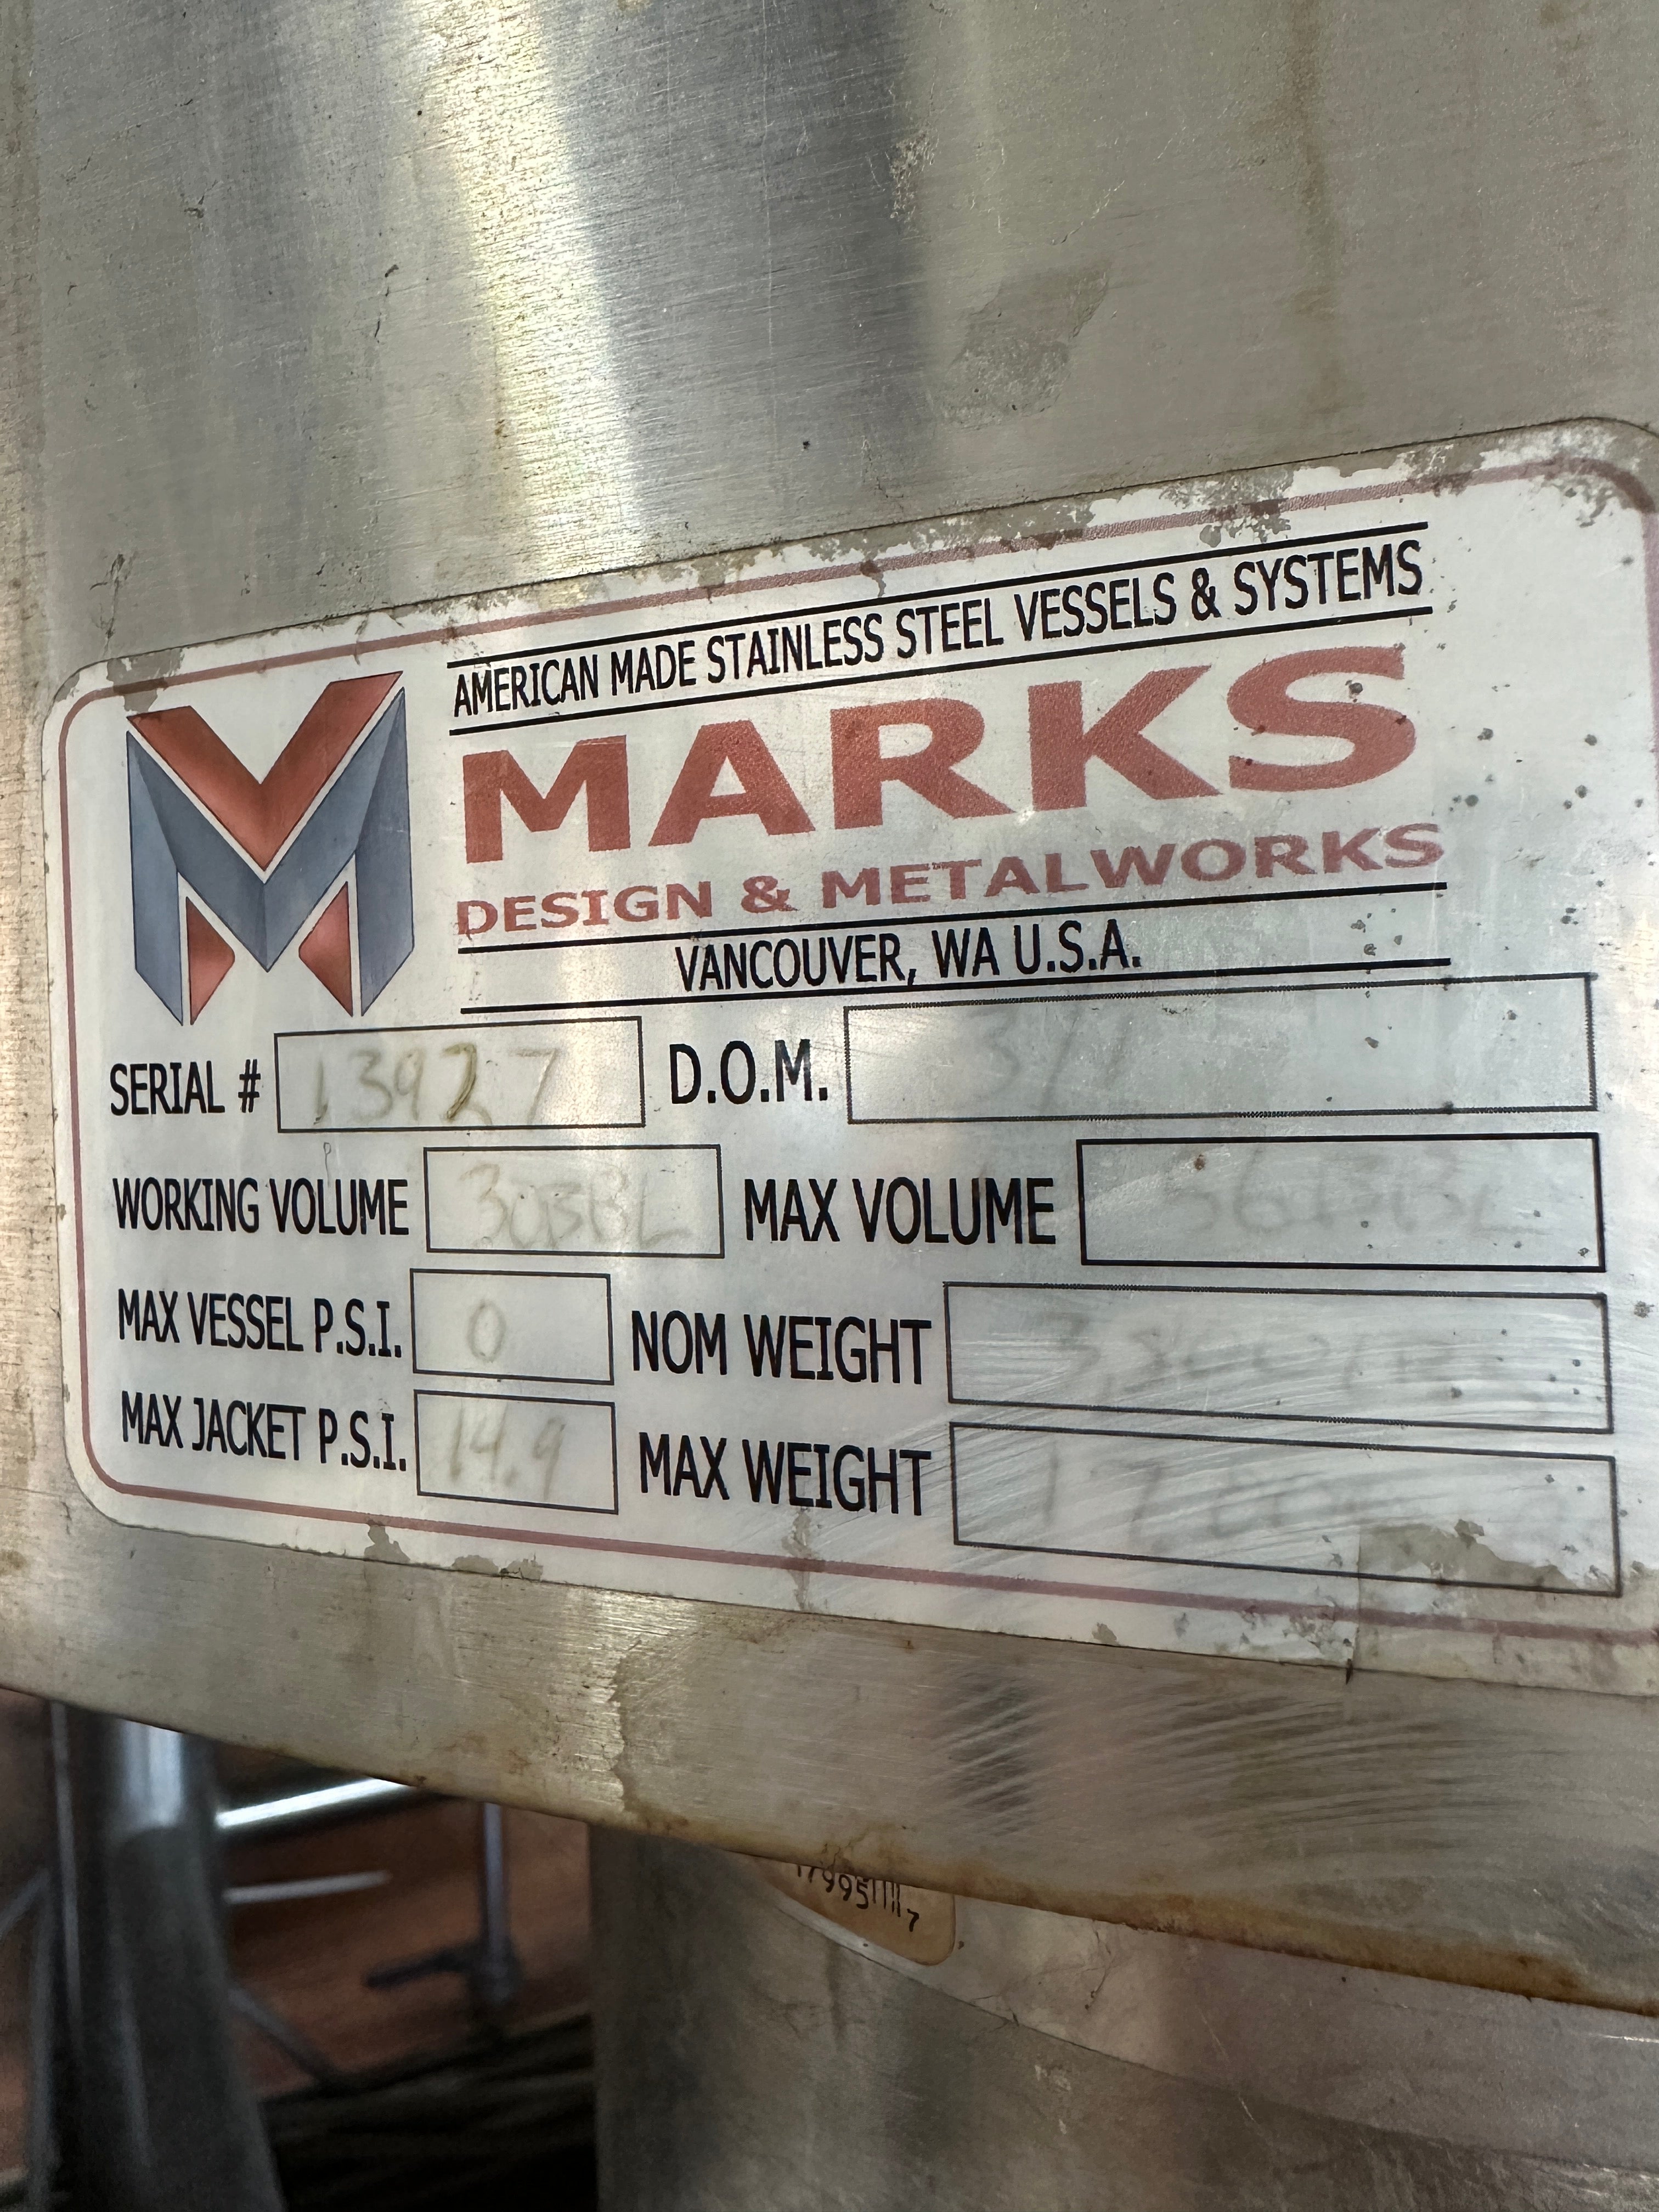 AMERICAN MADE STAINLESS STEEL VESSELS & SYSTEMS
MARKS
DESIGN & METALWORKS
VANCOUVER, WA U.S.A.
SERIAL # 13927 D.O.M.
WORKING VOLUME 30BBL MAX VOLUME 36BBL
MAX VESSEL P.S.I. 0 NOM WEIGHT
MAX JACKET P.S.I. 14.9 MAX WEIGHT